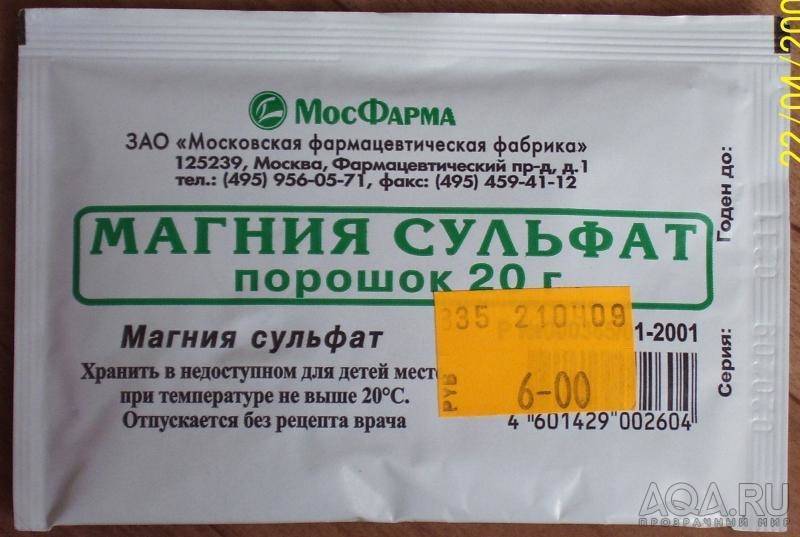 МОСФАРМА
ЗАО «Московская фармацевтическая фабрика»
125239, Москва, Фармацевтический пр-д, д.1
тел.: (495) 956-05-71, факс: (495) 459-41-12
МАГНИЯ СУЛЬФАТ
порошок 20 г
Магния сульфат
Хранить в недоступном для детей мест
при температуре не выше 20°C.
Отпускается без рецепта врача
335 210409
РУБ 6-00
1-2001
4 601429 002604
Годен до:
Серия:
22/04/200
AQA.RU
ПРОЗРАЧНЫЙ МИР